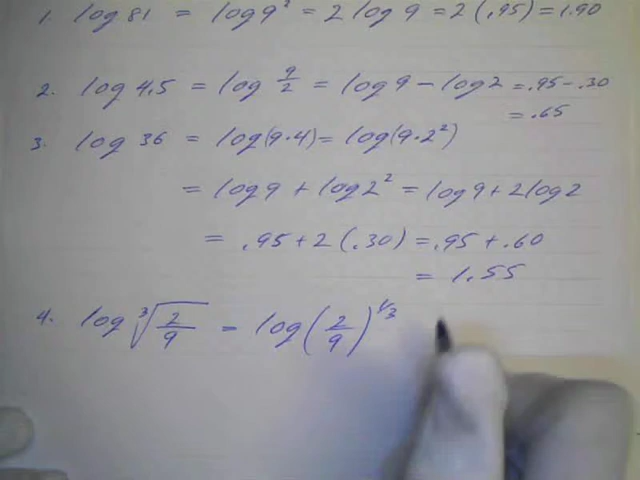 1. log 81 = log 9² = 2 log 9 = 2 (.95) = 1.90
2. log 4.5 = log 9/2 = log 9 - log 2 = .95 - .30
= .65
3. log 36 = log(9·4) = log(9·2²)
= log 9 + log 2² = log 9 + 2 log 2
= .95 + 2 (.30) = .95 + .60
= 1.55
4. log ∛(2/9) = log (2/9)^1/3